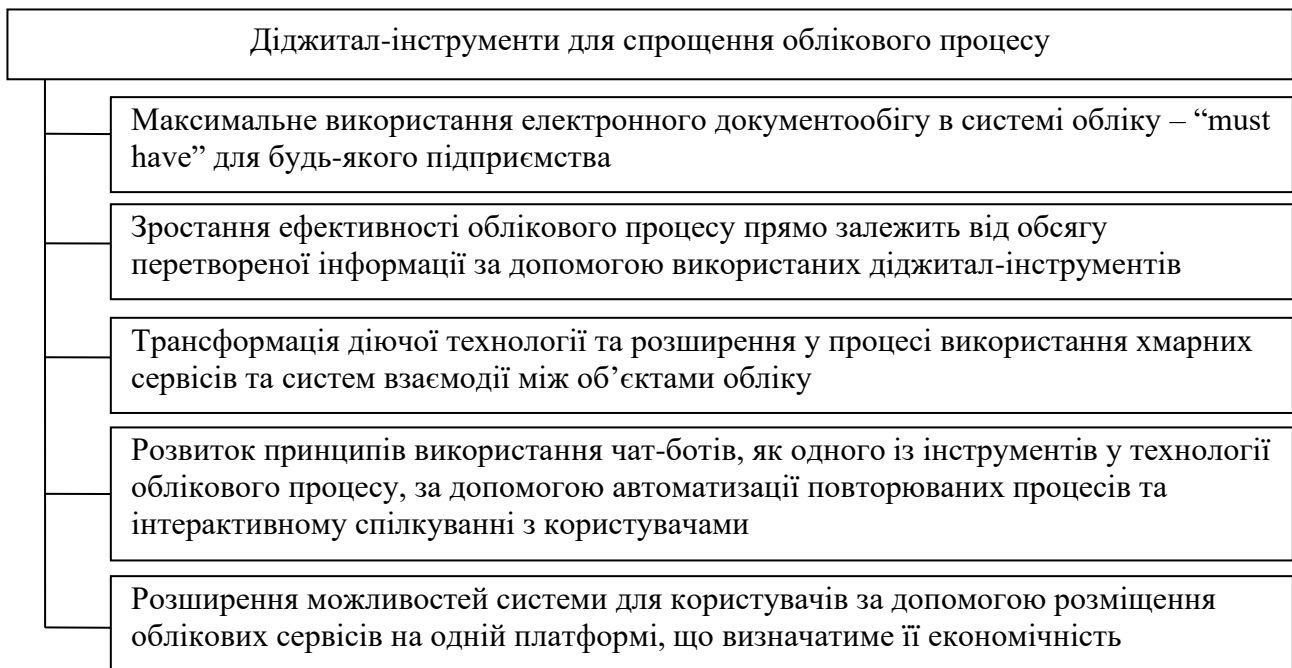 Діджитал-інструменти для спрощення облікового процесу
Максимальне використання електронного документообігу в системі обліку – “must
have” для будь-якого підприємства
Зростання ефективності облікового процесу прямо залежить від обсягу
перетвореної інформації за допомогою використаних діджитал-інструментів
Трансформація діючої технології та розширення у процесі використання хмарних
сервісів та систем взаємодії між об’єктами обліку
Розвиток принципів використання чат-ботів, як одного із інструментів у технології
облікового процесу, за допомогою автоматизації повторюваних процесів та
інтерактивному спілкуванні з користувачами
Розширення можливостей системи для користувачів за допомогою розміщення
облікових сервісів на одній платформі, що визначатиме її економічність